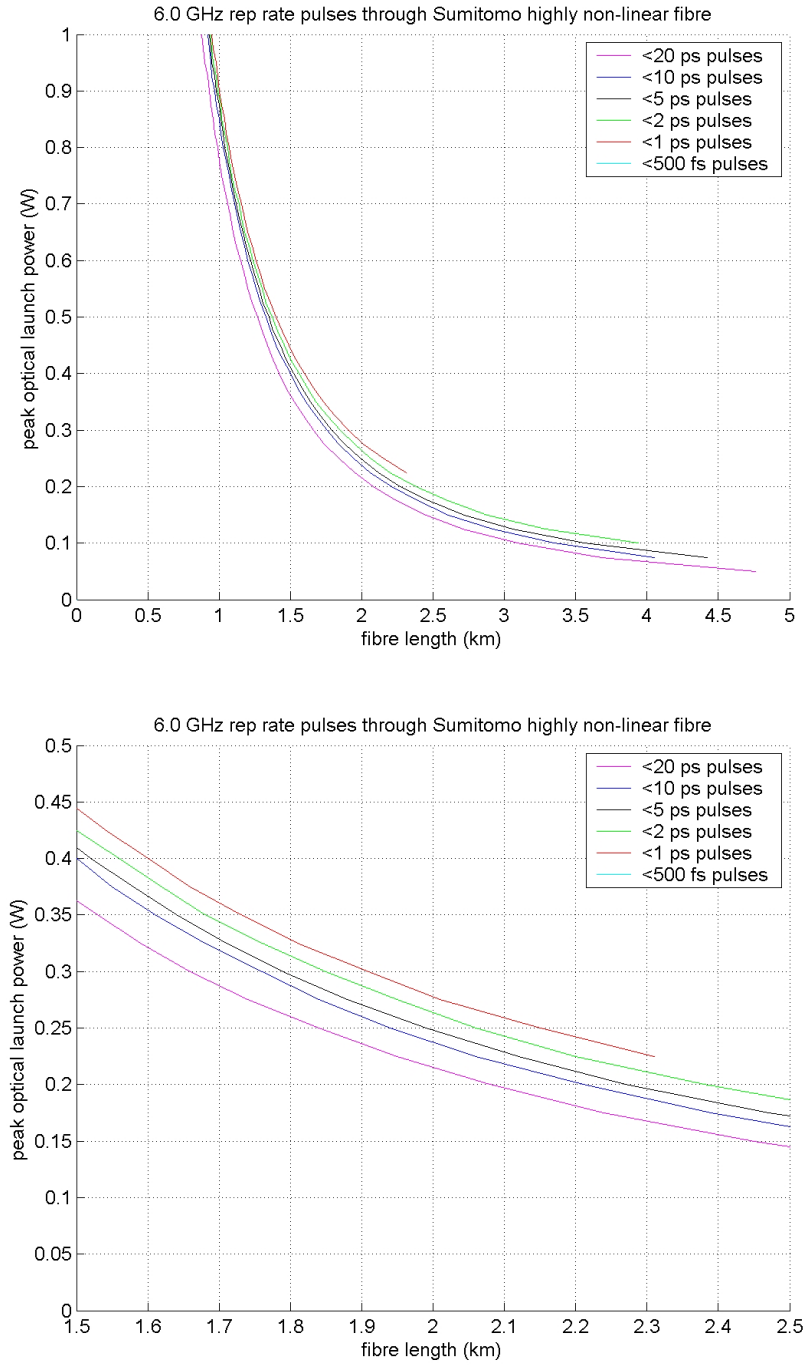 6.0 GHz rep rate pulses through Sumitomo highly non-linear fibre
1
0.9
0.8
0.7
0.6
0.5
0.4
0.3
0.2
0.1
0
peak optical launch power (W)
<20 ps pulses
<10 ps pulses
<5 ps pulses
<2 ps pulses
<1 ps pulses
<500 fs pulses
0 0.5 1 1.5 2 2.5 3 3.5 4 4.5 5
fibre length (km)
6.0 GHz rep rate pulses through Sumitomo highly non-linear fibre
0.5
0.45
0.4
0.35
0.3
0.25
0.2
0.15
0.1
0.05
0
peak optical launch power (W)
<20 ps pulses
<10 ps pulses
<5 ps pulses
<2 ps pulses
<1 ps pulses
<500 fs pulses
1.5 1.6 1.7 1.8 1.9 2 2.1 2.2 2.3 2.4 2.5
fibre length (km)